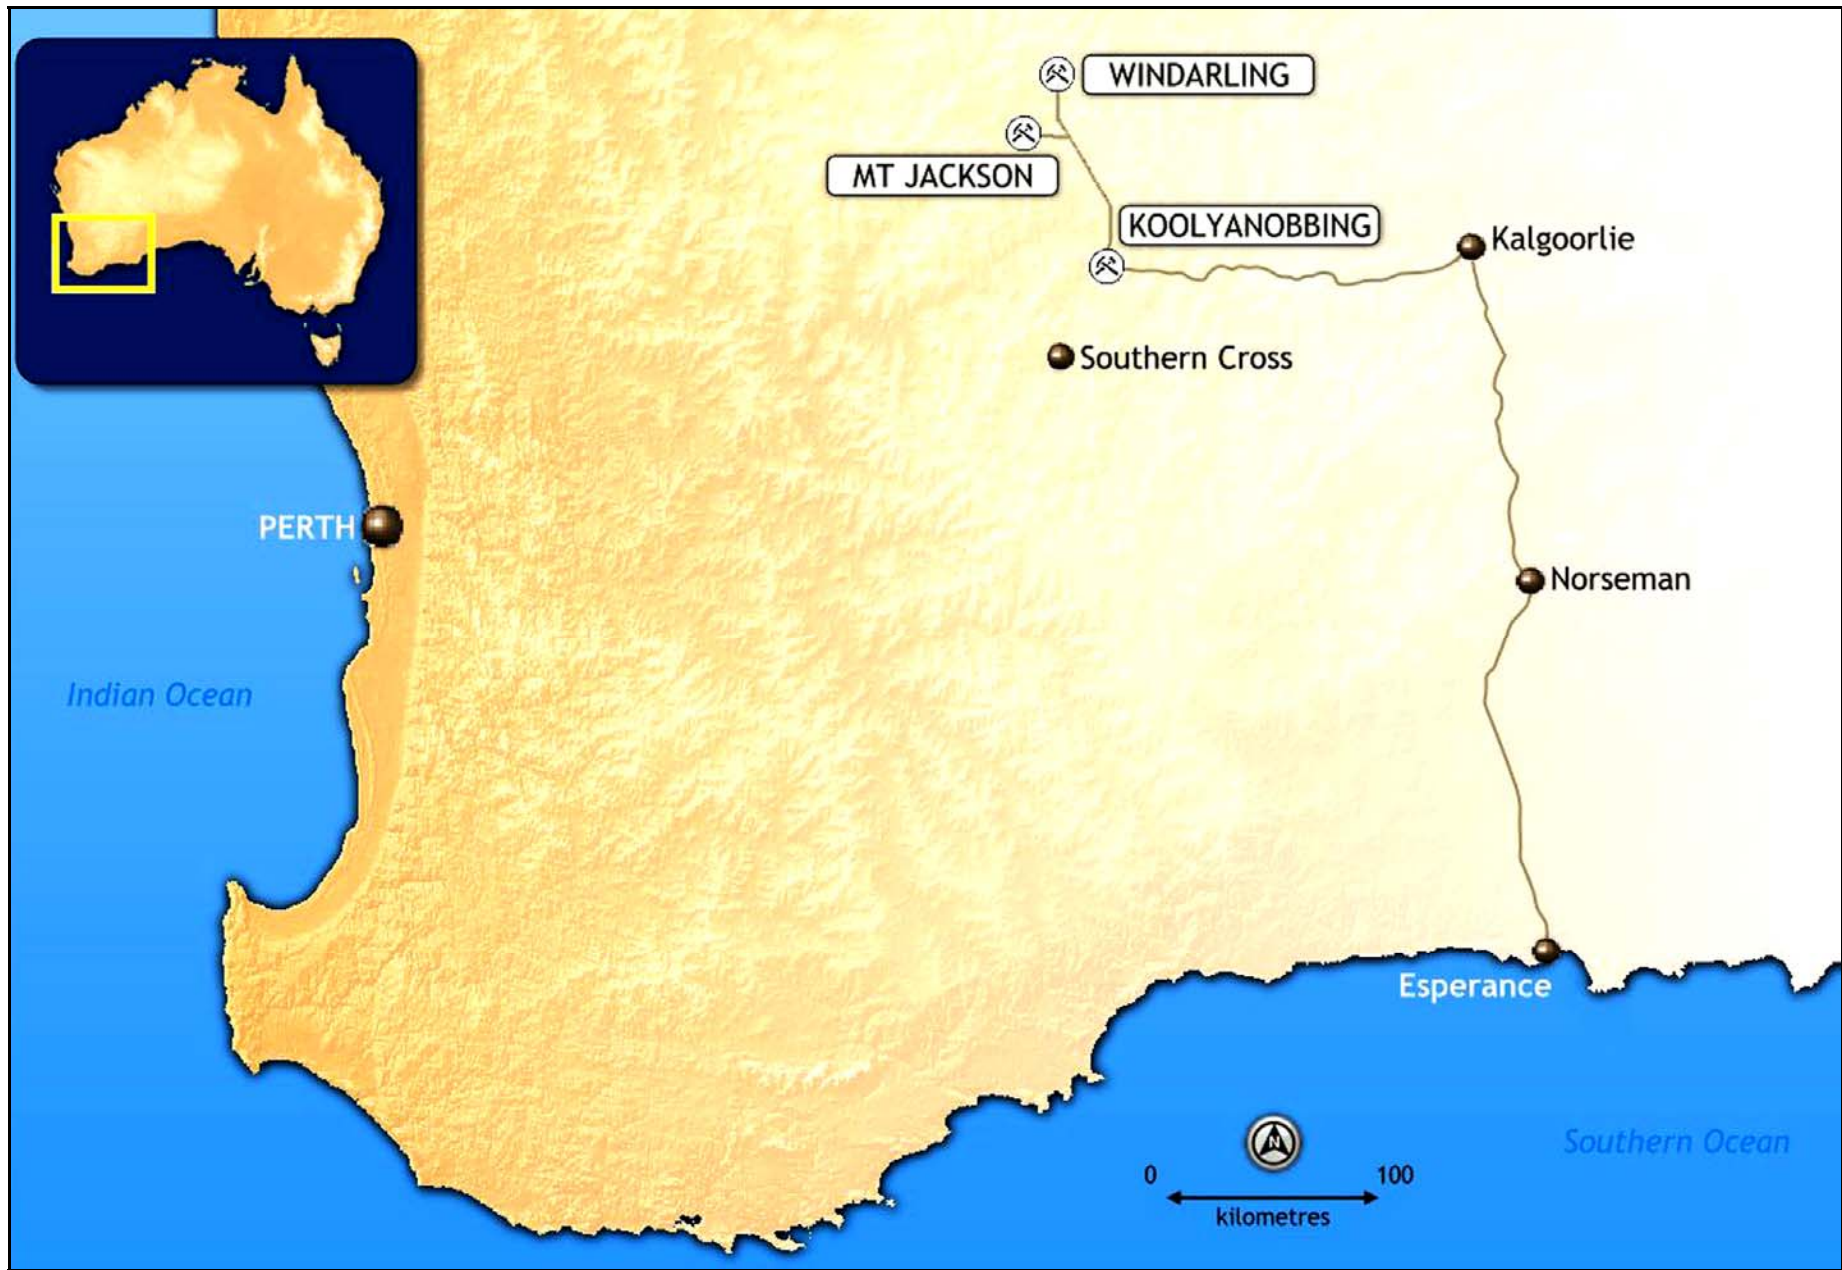 WINDARLING
MT JACKSON
KOOLYANOBBING
Kalgoorlie
Southern Cross
PERTH
Norseman
Indian Ocean
Esperance
N
Southern Ocean
0 100
kilometres